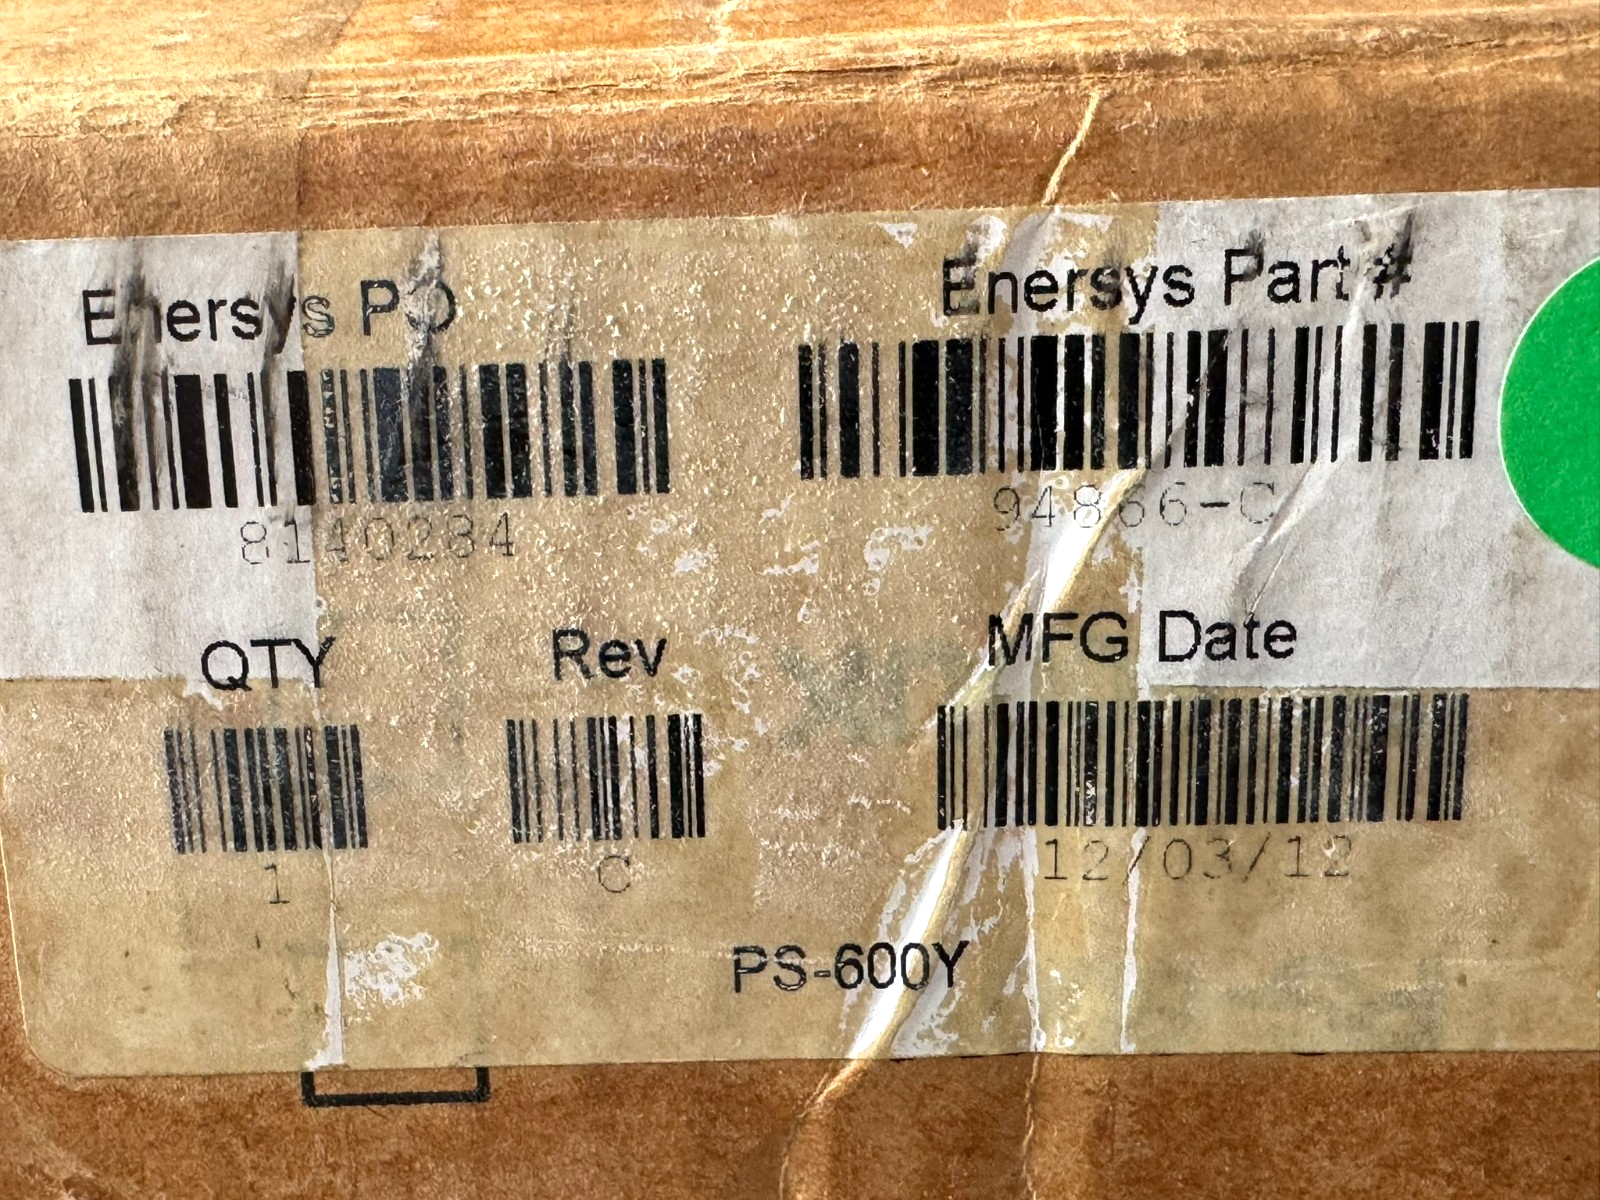 Enersys PO
Enersys Part #
8140284
94866-C
QTY
Rev
MFG Date
1
C
12/03/12
PS-600Y